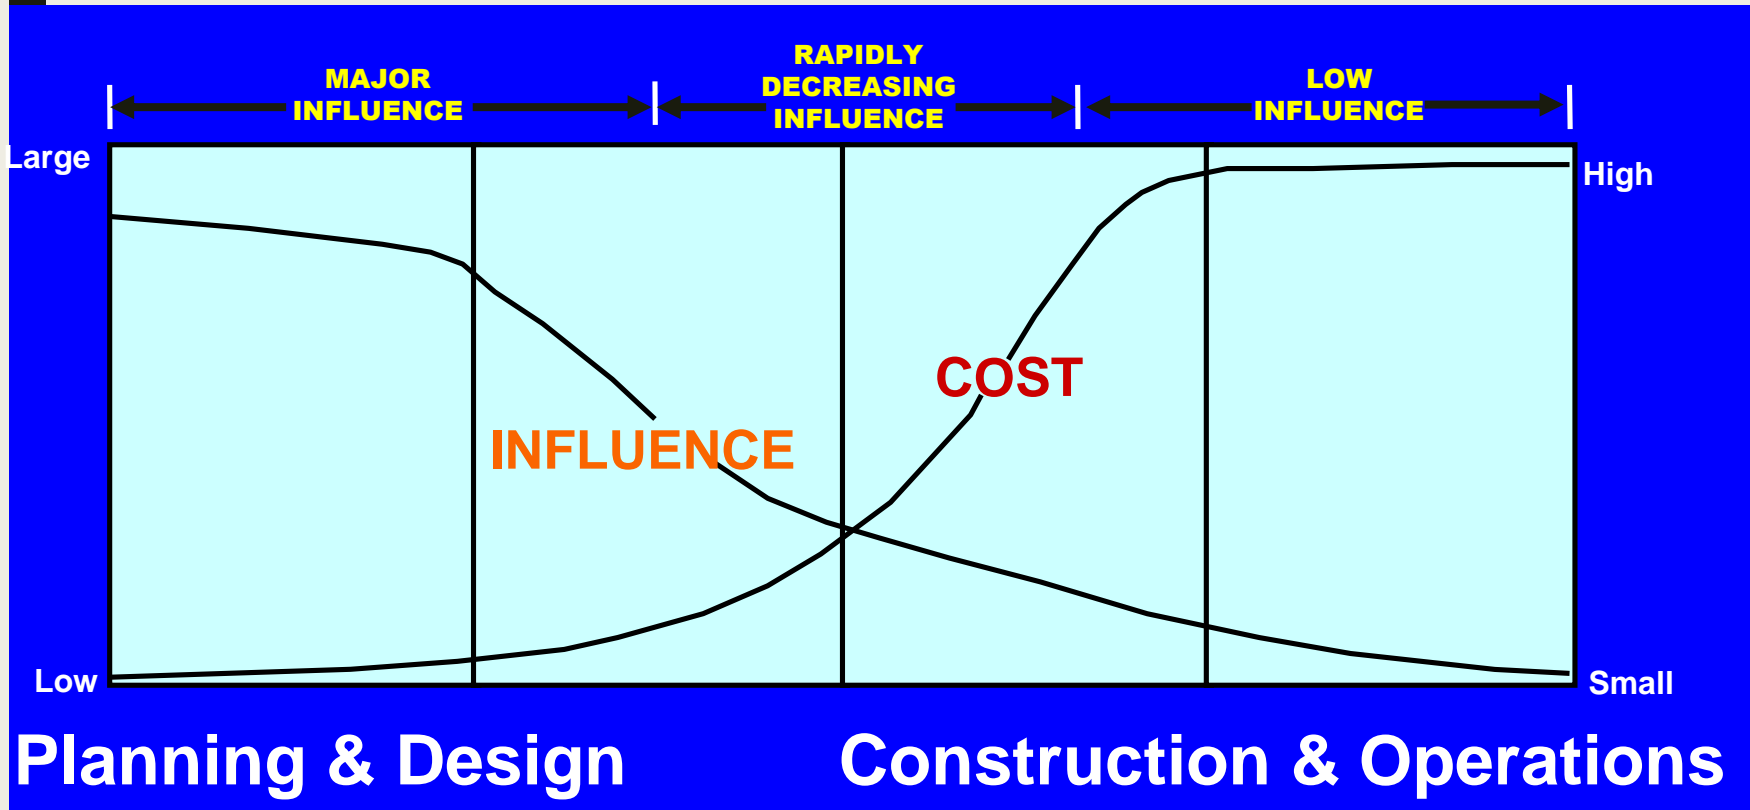 MAJOR
INFLUENCE
RAPIDLY
DECREASING
INFLUENCE
LOW
INFLUENCE
Large
High
COST
INFLUENCE
Low
Small
Planning & Design
Construction & Operations